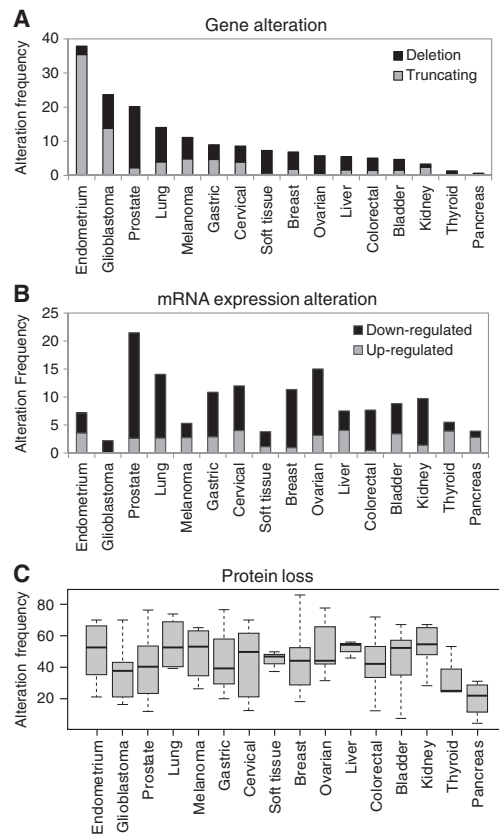 A
Gene alteration
Alteration frequency
40
30
20
10
0
Deletion
Truncating
Endometrium
Glioblastoma
Prostate
Lung
Melanoma
Gastric
Cervical
Soft tissue
Breast
Ovarian
Liver
Colorectal
Bladder
Kidney
Thyroid
Pancreas
B
mRNA expression alteration
Alteration Frequency
25
20
15
10
5
0
Down-regulated
Up-regulated
Endometrium
Glioblastoma
Prostate
Lung
Melanoma
Gastric
Cervical
Soft tissue
Breast
Ovarian
Liver
Colorectal
Bladder
Kidney
Thyroid
Pancreas
C
Protein loss
Alteration frequency
80
60
40
20
Endometrium
Glioblastoma
Prostate
Lung
Melanoma
Gastric
Cervical
Soft tissue
Breast
Ovarian
Liver
Colorectal
Bladder
Kidney
Thyroid
Pancreas